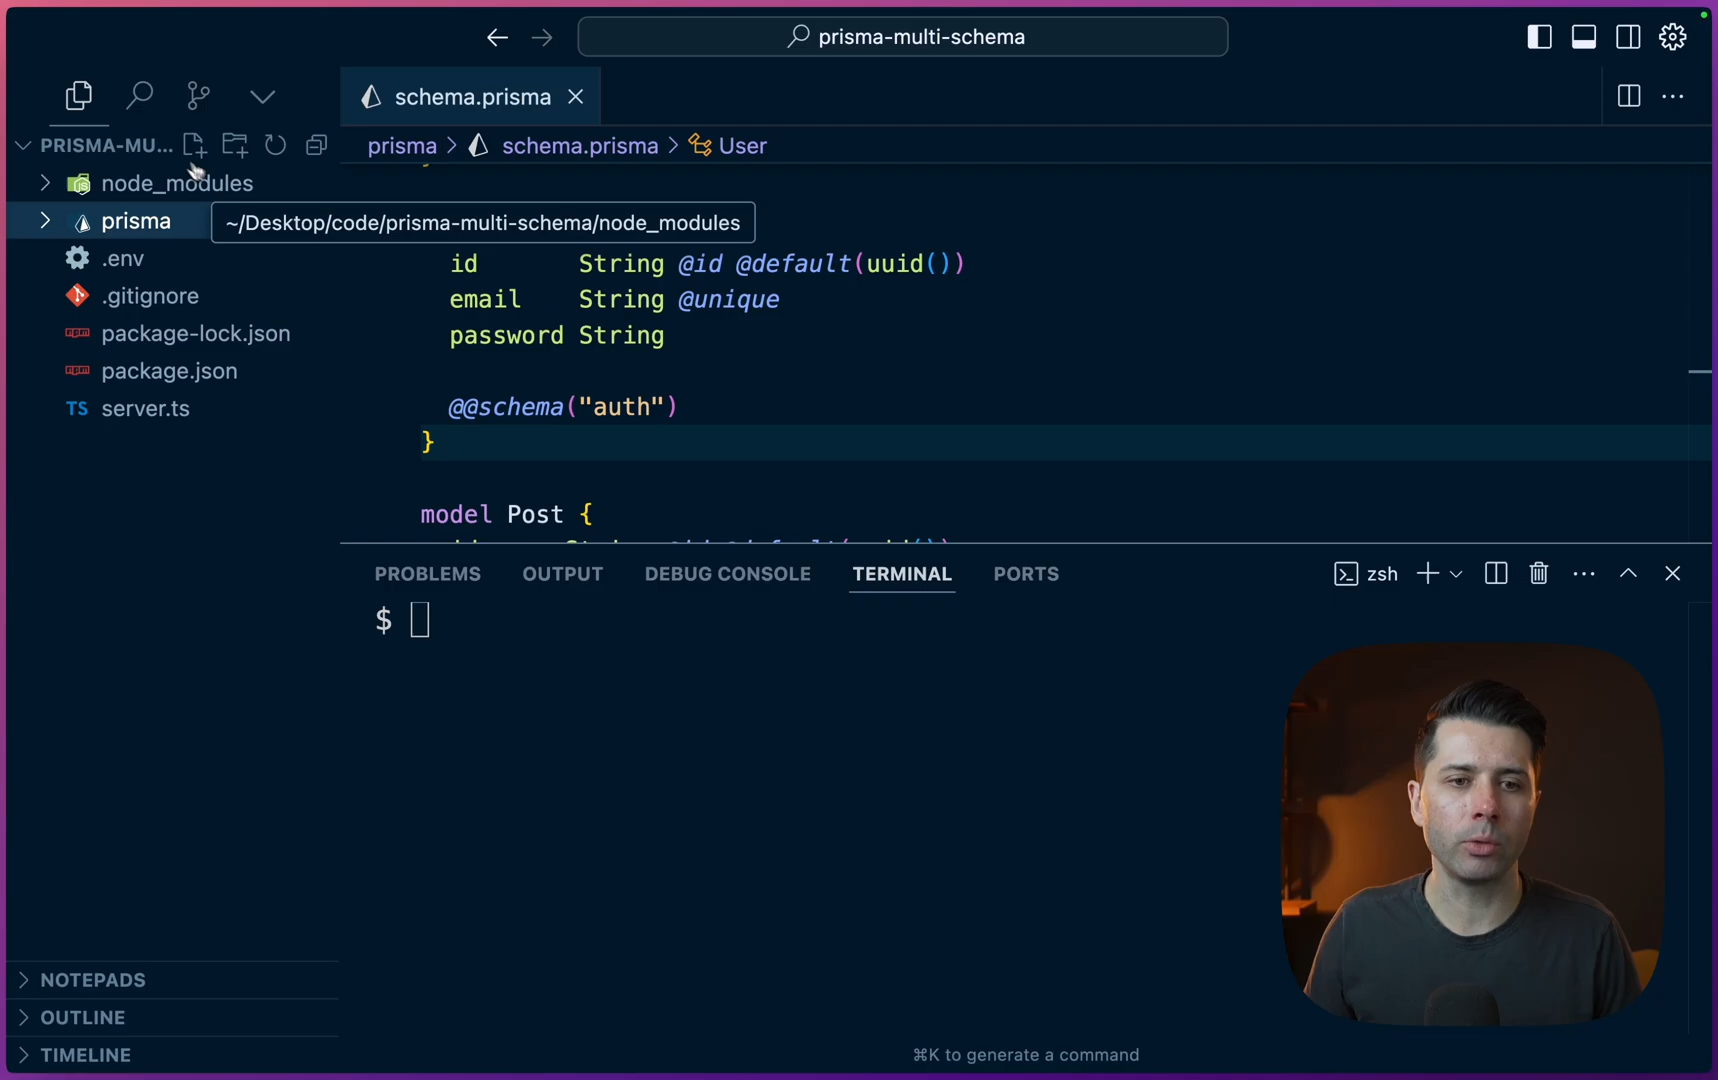 prisma-multi-schema
schema.prisma
PRISMA-MU...
prisma > schema.prisma > User
node_modules
prisma
~/Desktop/code/prisma-multi-schema/node_modules
.env
.gitignore
package-lock.json
package.json
TS server.ts
id String @id @default(uuid())
email String @unique
password String
@@schema("auth")
}
model Post {
PROBLEMS OUTPUT DEBUG CONSOLE TERMINAL PORTS
zsh
$
NOTEPADS
OUTLINE
TIMELINE
⌘K to generate a command